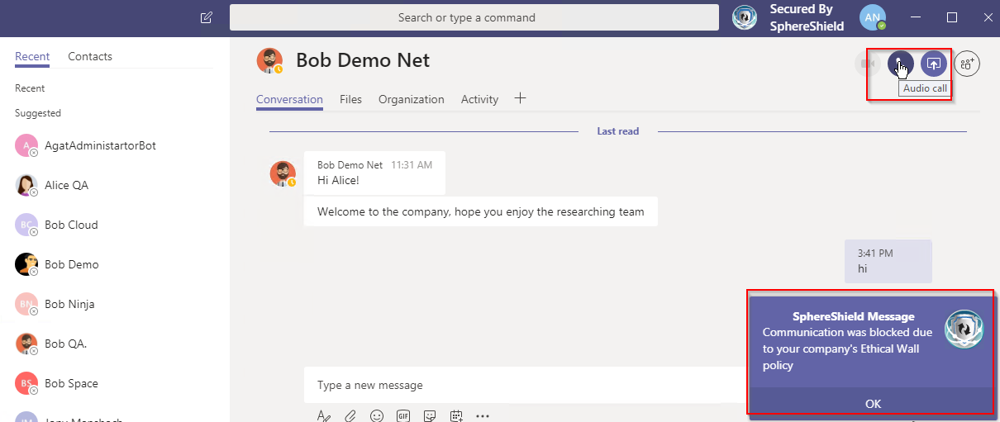 Search or type a command
Secured By
SphereShield
AN
Recent
Contacts
Recent
Suggested
A
AgatAdministartorBot
Alice QA
BC
Bob Cloud
Bob Demo
BN
Bob Ninja
Bob QA.
BS
Bob Space
Bob Demo Net
Audio call
Conversation
Files
Organization
Activity
Last read
Bob Demo Net 11:31 AM
Hi Alice!
Welcome to the company, hope you enjoy the researching team
3:41 PM
hi
SphereShield Message
Communication was blocked due
to your company's Ethical Wall
policy
OK
Type a new message
GIF